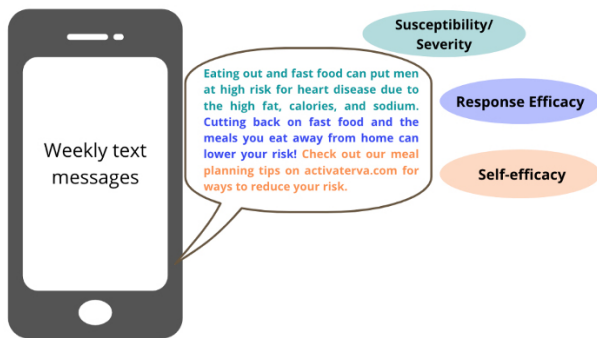 Weekly text
messages
Eating out and fast food can put men
at high risk for heart disease due to
the high fat, calories, and sodium.
Cutting back on fast food and the
meals you eat away from home can
lower your risk! Check out our meal
planning tips on activaterva.com for
ways to reduce your risk.
Susceptibility/
Severity
Response Efficacy
Self-efficacy